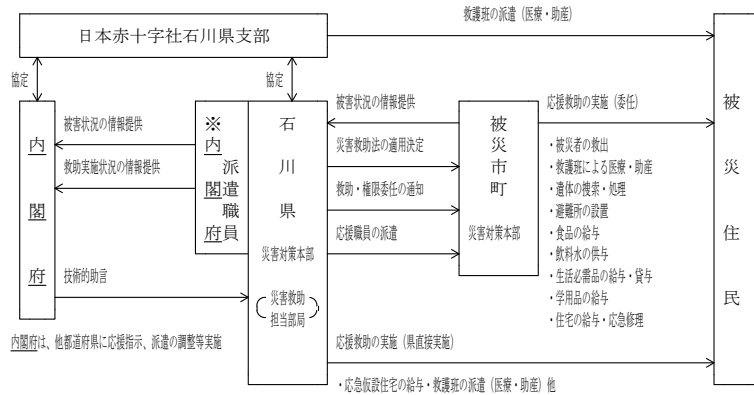 救護班の派遣（医療・助産）
日本赤十字社石川県支部
協定
協定
内閣府
被害状況の情報提供
救助実施状況の情報提供
技術的助言
※内閣府
派遣職員
石川県
災害対策本部
（災害救助
担当部局）
被害状況の情報提供
災害救助法の適用決定
救助・権限委任の通知
応援職員の派遣
被災市町
災害対策本部
応援救助の実施（委任）
・被災者の救出
・救護班による医療・助産
・遺体の捜索・処理
・避難所の設置
・食品の給与
・飲料水の供与
・生活必需品の給与・貸与
・学用品の給与
・住宅の給与・応急修理
被災住民
内閣府は、他都道府県に応援指示、派遣の調整等実施
応援救助の実施（県直接実施）
・応急仮設住宅の給与・救護班の派遣（医療・助産）他